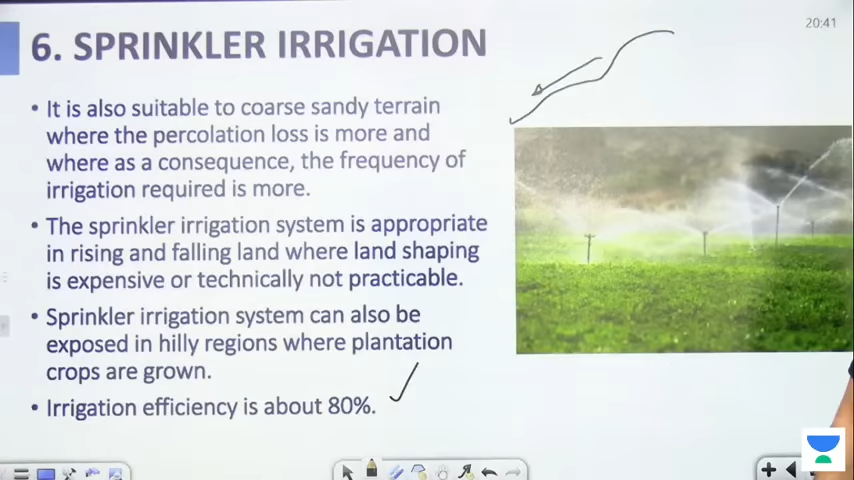 20:41
6. SPRINKLER IRRIGATION
• It is also suitable to coarse sandy terrain
where the percolation loss is more and
where as a consequence, the frequency of
irrigation required is more.
• The sprinkler irrigation system is appropriate
in rising and falling land where land shaping
is expensive or technically not practicable.
• Sprinkler irrigation system can also be
exposed in hilly regions where plantation
crops are grown.
• Irrigation efficiency is about 80%.